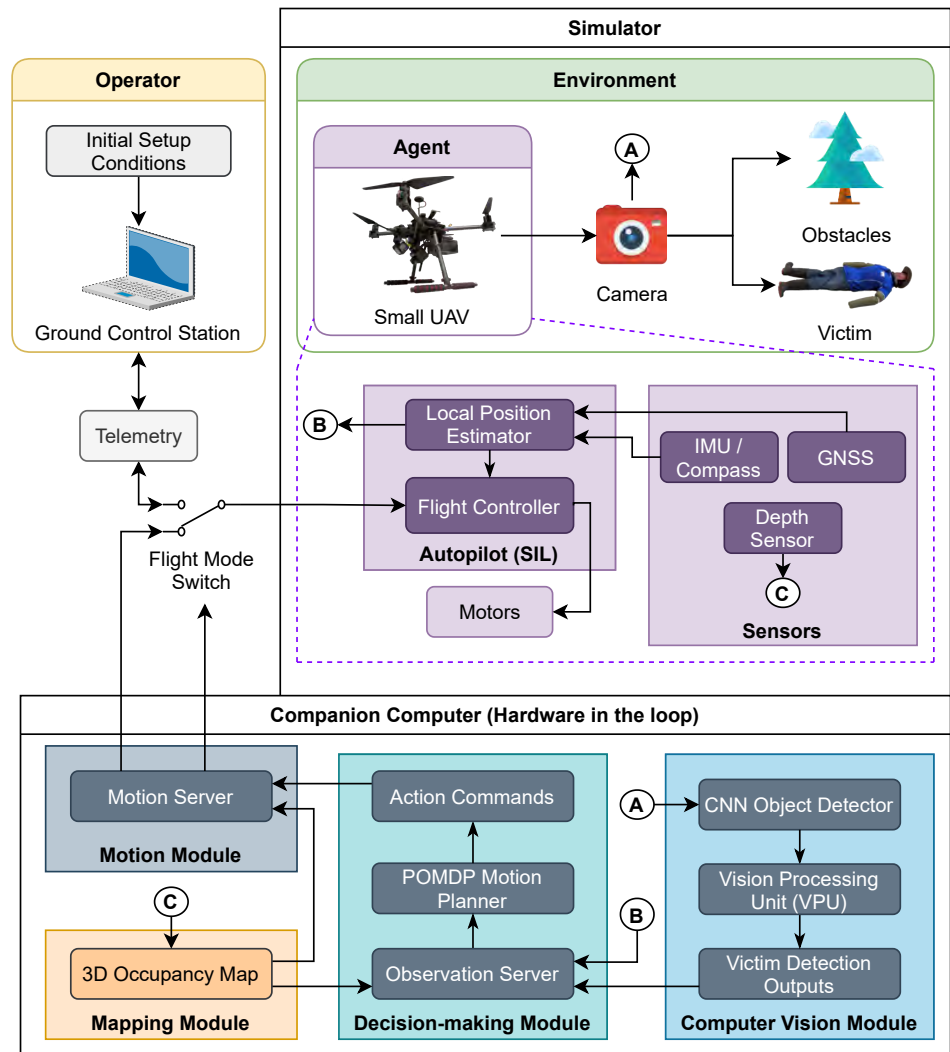 Simulator
Operator
Initial Setup
Conditions
Ground Control Station
Environment
Agent
Small UAV
A
Camera
Obstacles
Victim
Telemetry
Flight Mode
Switch
B
Local Position
Estimator
Flight Controller
Autopilot (SIL)
Motors
IMU /
Compass
GNSS
Depth
Sensor
C
Sensors
Companion Computer (Hardware in the loop)
Motion Server
Motion Module
C
3D Occupancy Map
Mapping Module
Action Commands
POMDP Motion
Planner
Observation Server
Decision-making Module
A
B
CNN Object Detector
Vision Processing
Unit (VPU)
Victim Detection
Outputs
Computer Vision Module